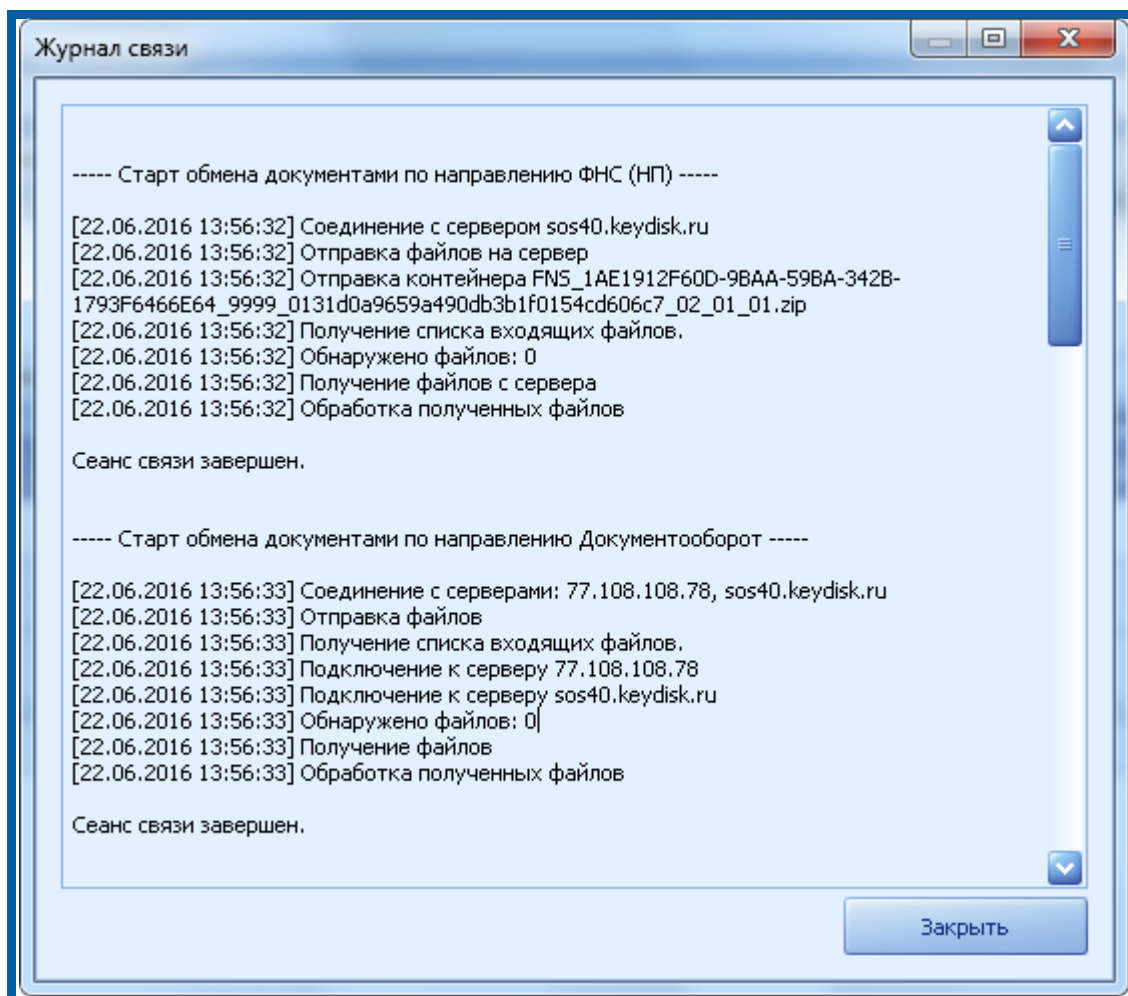 Журнал связи
----- Старт обмена документами по направлению ФНС (НП) -----
[22.06.2016 13:56:32] Соединение с сервером sos40.keydisk.ru
[22.06.2016 13:56:32] Отправка файлов на сервер
[22.06.2016 13:56:32] Отправка контейнера FNS_1AE1912F60D-9BAA-59BA-342B-
1793F6466E64_9999_0131d0a9659a490db3b1f0154cd606c7_02_01_01.zip
[22.06.2016 13:56:32] Получение списка входящих файлов.
[22.06.2016 13:56:32] Обнаружено файлов: 0
[22.06.2016 13:56:32] Получение файлов с сервера
[22.06.2016 13:56:32] Обработка полученных файлов
Сеанс связи завершен.
----- Старт обмена документами по направлению Документооборот -----
[22.06.2016 13:56:33] Соединение с серверами: 77.108.108.78, sos40.keydisk.ru
[22.06.2016 13:56:33] Отправка файлов
[22.06.2016 13:56:33] Получение списка входящих файлов.
[22.06.2016 13:56:33] Подключение к серверу 77.108.108.78
[22.06.2016 13:56:33] Подключение к серверу sos40.keydisk.ru
[22.06.2016 13:56:33] Обнаружено файлов: 0
[22.06.2016 13:56:33] Получение файлов
[22.06.2016 13:56:33] Обработка полученных файлов
Сеанс связи завершен.
Закрыть